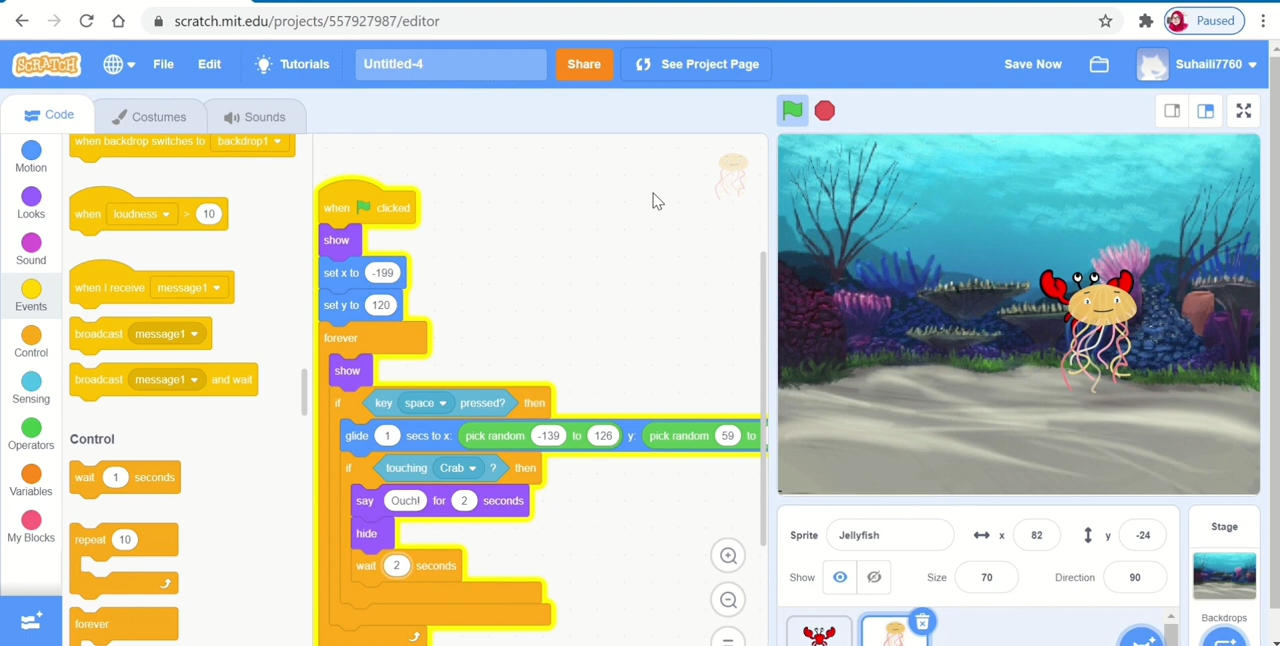 scratch.mit.edu/projects/557927987/editor
Paused
SCRATCH
File
Edit
Tutorials
Untitled-4
Share
See Project Page
Save Now
Suhaili7760
Code
Costumes
Sounds
Motion
Looks
Sound
Events
Control
Sensing
Operators
Variables
My Blocks
when backdrop switches to backdrop1
when loudness > 10
when I receive message1
broadcast message1
broadcast message1 and wait
Control
wait 1 seconds
repeat 10
forever
when clicked
show
set x to -199
set y to 120
forever
show
if key space pressed? then
glide 1 secs to x: pick random -139 to 126 y: pick random 59 to
if touching Crab ? then
say Ouch! for 2 seconds
hide
wait 2 seconds
Sprite Jellyfish x 82 y -24
Show Size 70 Direction 90
Stage
Backdrops